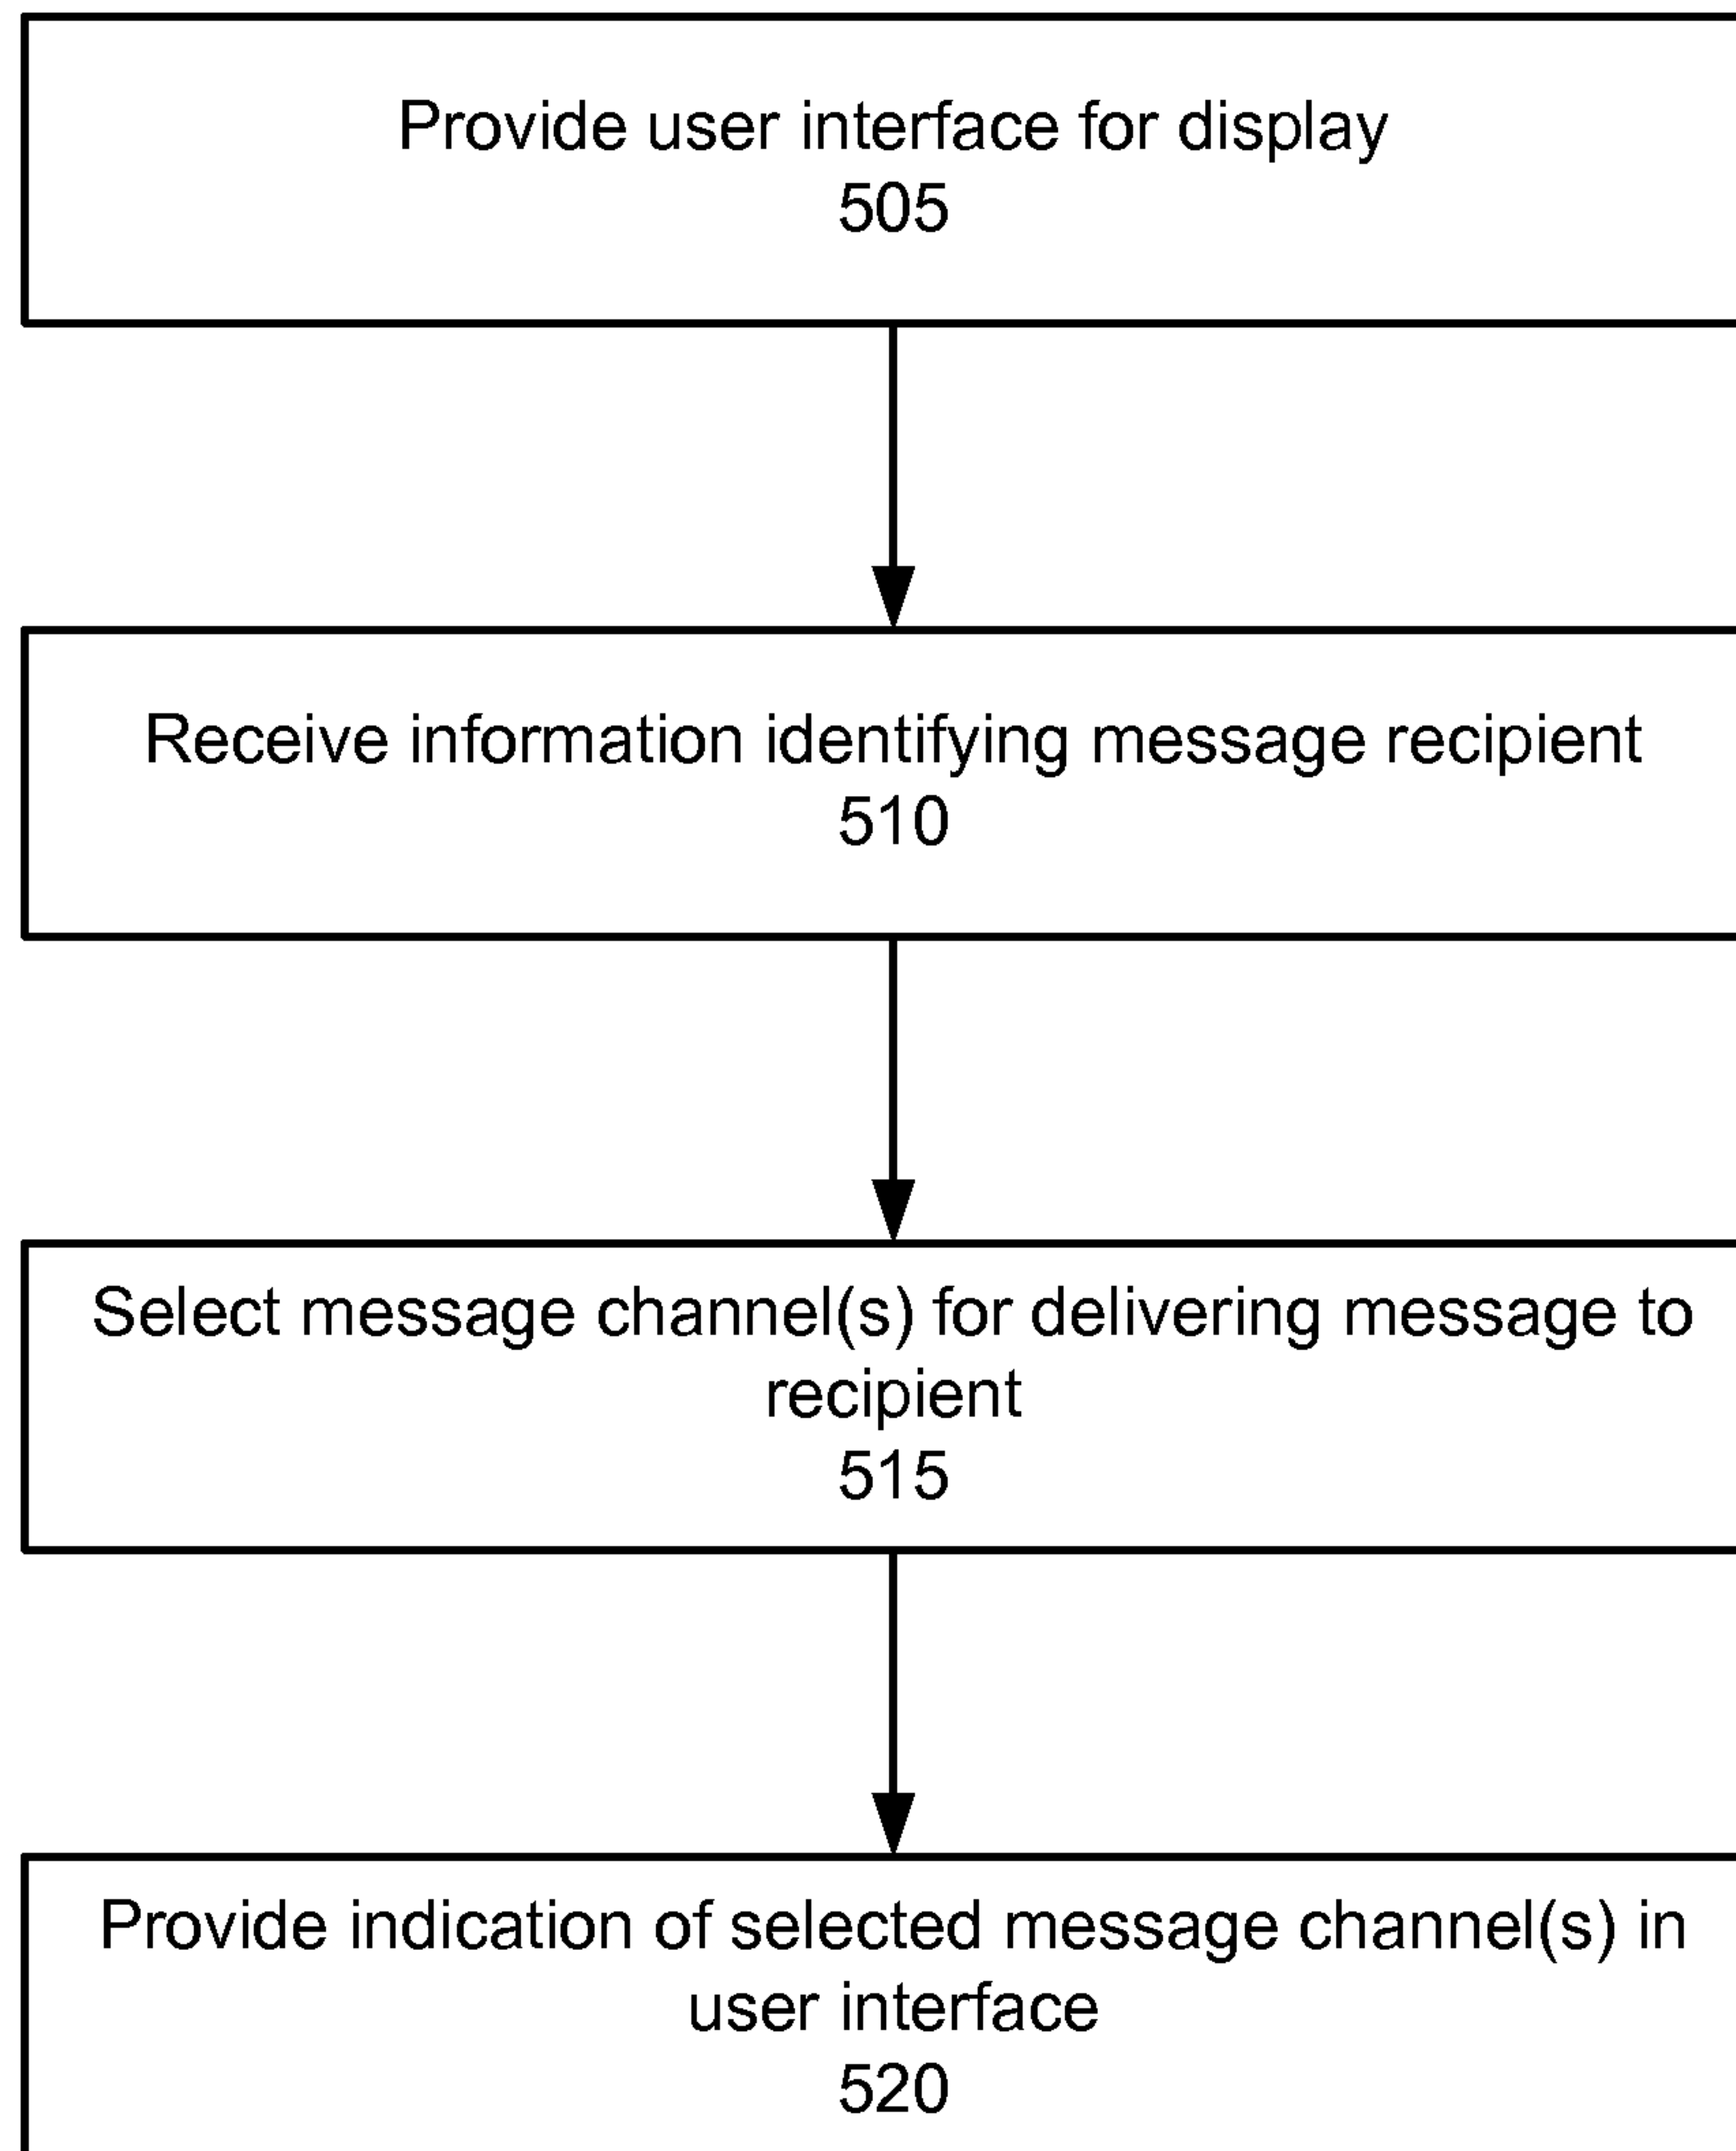 Provide user interface for display
505
Receive information identifying message recipient
510
Select message channel(s) for delivering message to
recipient
515
Provide indication of selected message channel(s) in
user interface
520